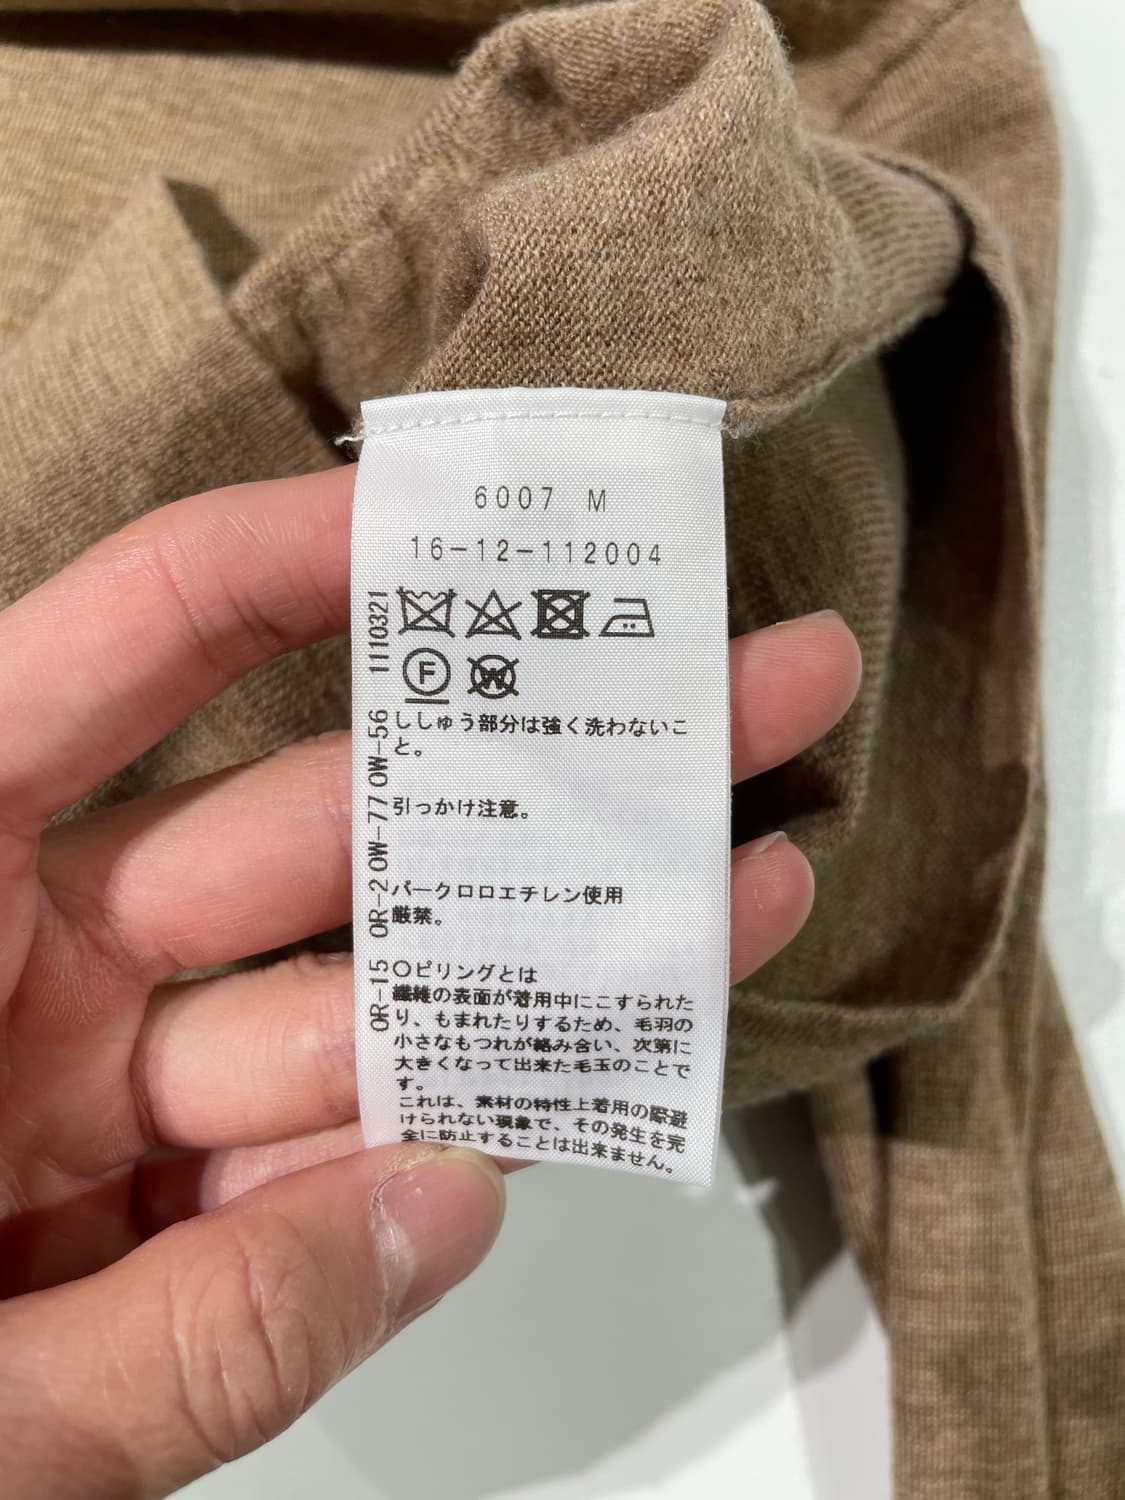 6007 M
16-12-112004
F
W
ししゅう部分は強く洗わないこ
と。
引っかけ注意。
パークロロエチレン使用
厳禁。
〇ピリングとは
繊維の表面が着用中にこすられた
り、もまれたりするため、毛羽の
小さなもつれが絡み合い、次第に
大きくなって出来た毛玉のことで
す。
これは、素材の特性上着用の際避
けられない現象で、その発生を完
全に防止することは出来ません。
OR-15 OR-2 OW-77 OW-56 1110321